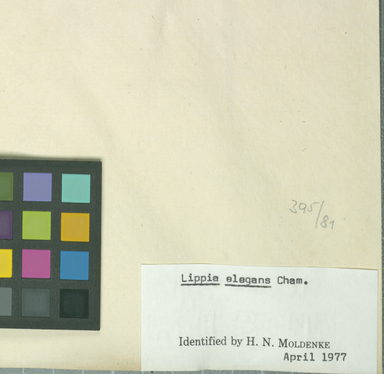 395/81
Lippia elegans Cham.
Identified by H. N. MOLDENKE
April 1977